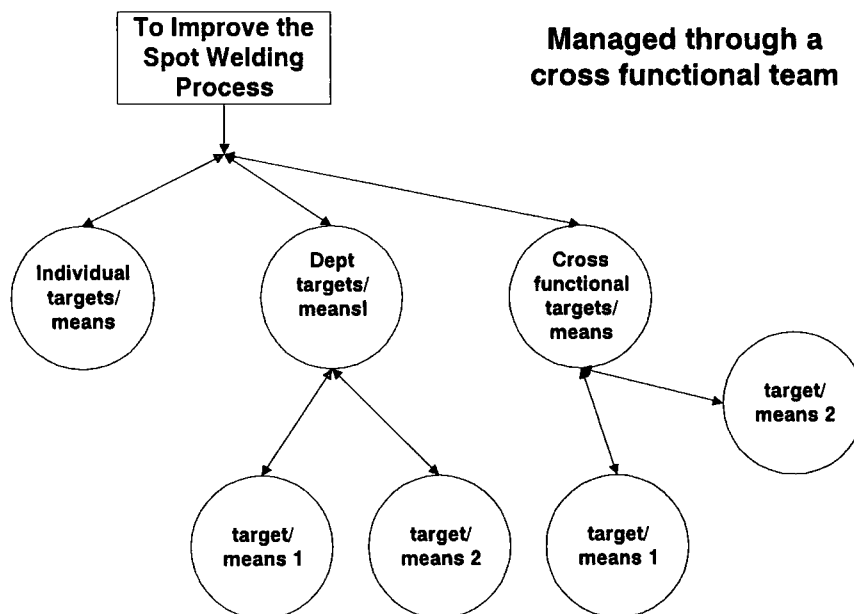 To Improve the
Spot Welding
Process
Managed through a
cross functional team
Individual
targets/
means
Dept
targets/
meansl
Cross
functional
targets/
means
target/
means 2
target/
means 1
target/
means 2
target/
means 1